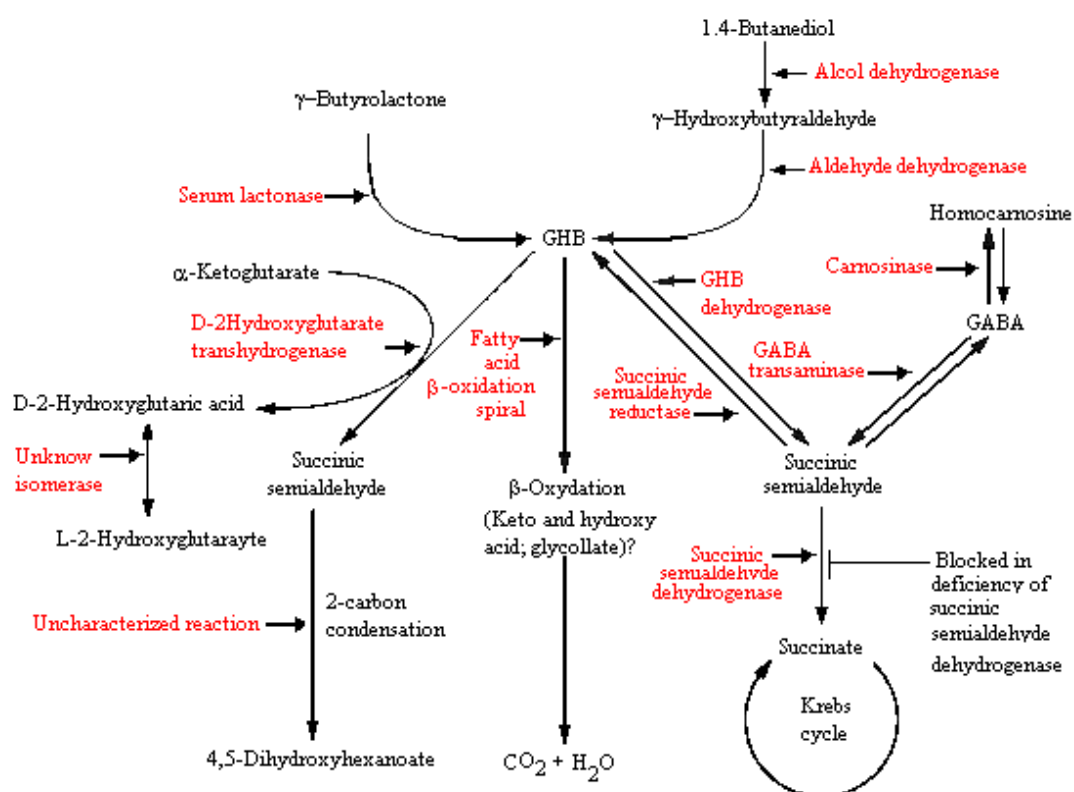 1.4-Butanediol
Alcol dehydrogenase
γ-Butyrolactone
γ-Hydroxybutyraldehyde
Aldehyde dehydrogenase
Serum lactonase
Homocarnosine
GHB
α-Ketoglutarate
GHB
dehydrogenase
Carnosinase
D-2Hydroxyglutarate
transhydrogenase
Fatty
acid
β-oxidation
spiral
GABA
GABA
transaminase
Succinic
semialdehyde
reductase
D-2-Hydroxyglutaric acid
Unknow
isomerase
Succinic
semialdehyde
Succinic
semialdehyde
β-Oxydation
(Keto and hydroxy
acid; glycollate)?
L-2-Hydroxyglutarayte
Succinic
semialdehyde
dehydrogenase
Blocked in
deficiency of
succinic
semialdehyde
dehydrogenase
Uncharacterized reaction
2-carbon
condensation
Succinate
Krebs
cycle
4,5-Dihydroxyhexanoate
CO2 + H2O